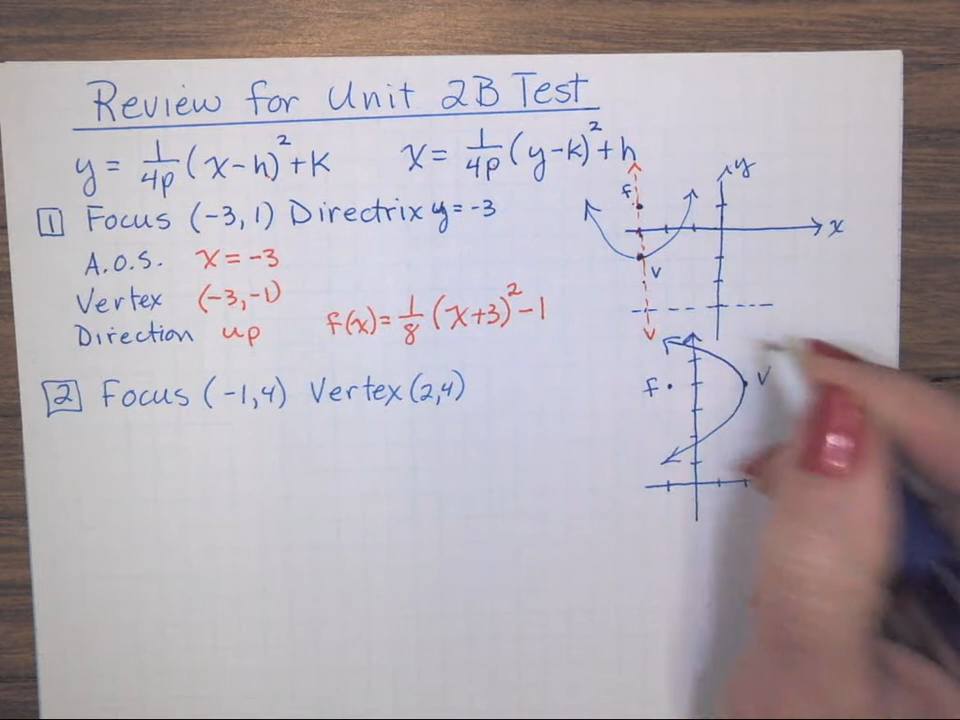 Review for Unit 2B Test
y = 1/4p (x-h)² + k    x = 1/4p (y-k)² + h
1 Focus (-3, 1) Directrix y = -3
A.O.S. x = -3
Vertex (-3, -1)
Direction up    f(x) = 1/8 (x+3)² - 1
2 Focus (-1, 4) Vertex (2, 4)
y
f
x
v
f
V